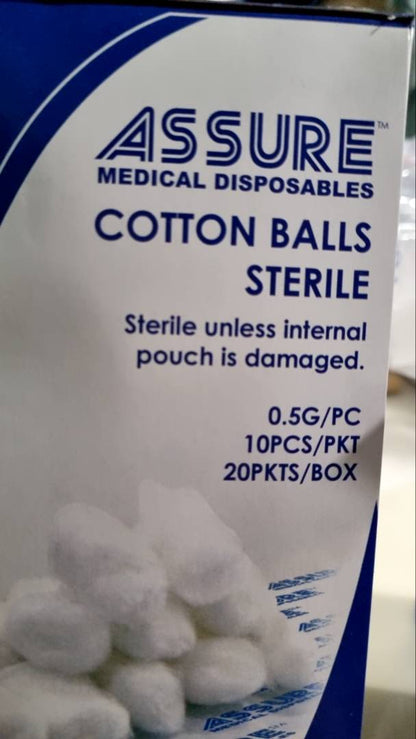 ASSURE™
MEDICAL DISPOSABLES
COTTON BALLS
STERILE
Sterile unless internal
pouch is damaged.
0.5G/PC
10PCS/PKT
20PKTS/BOX
ASSURE